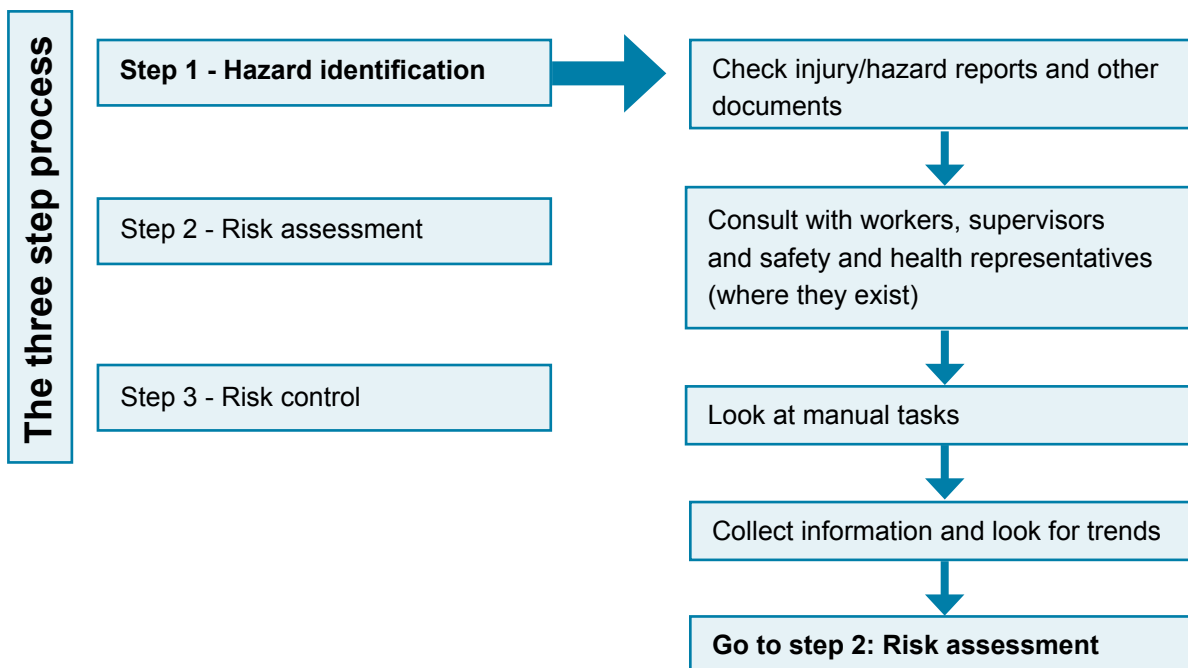 The three step process
Step 1 - Hazard identification
Step 2 - Risk assessment
Step 3 - Risk control
Check injury/hazard reports and other
documents
Consult with workers, supervisors
and safety and health representatives
(where they exist)
Look at manual tasks
Collect information and look for trends
Go to step 2: Risk assessment